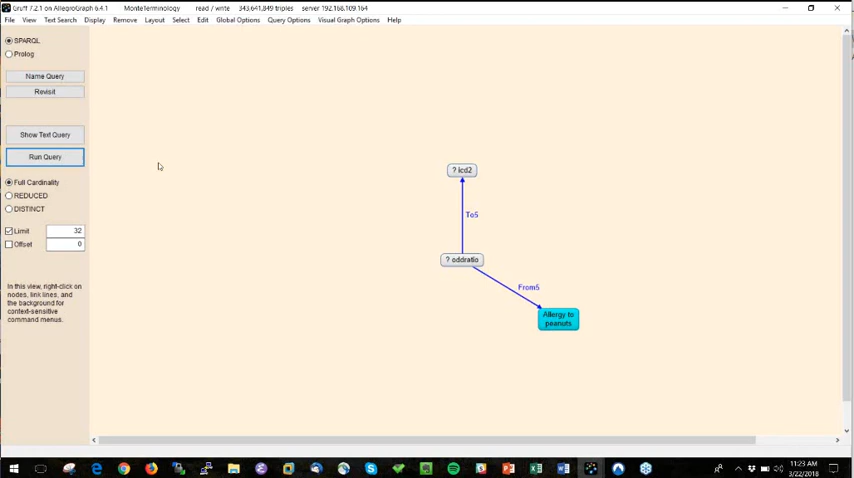 Gruff 7.2.1 on AllegroGraph 6.4.1 MonteTerminology read / write 343,641,849 triples server 192.168.109.164
File View Text Search Display Remove Layout Select Edit Global Options Query Options Visual Graph Options Help
SPARQL
Prolog
Name Query
Revisit
Show Text Query
Run Query
Full Cardinality
REDUCED
DISTINCT
Limit 32
Offset 0
In this view, right-click on
nodes, link lines, and
the background for
context-sensitive
command menus.
? icd2
To5
? oddratio
From5
Allergy to
peanuts
11:23 AM
3/22/2018